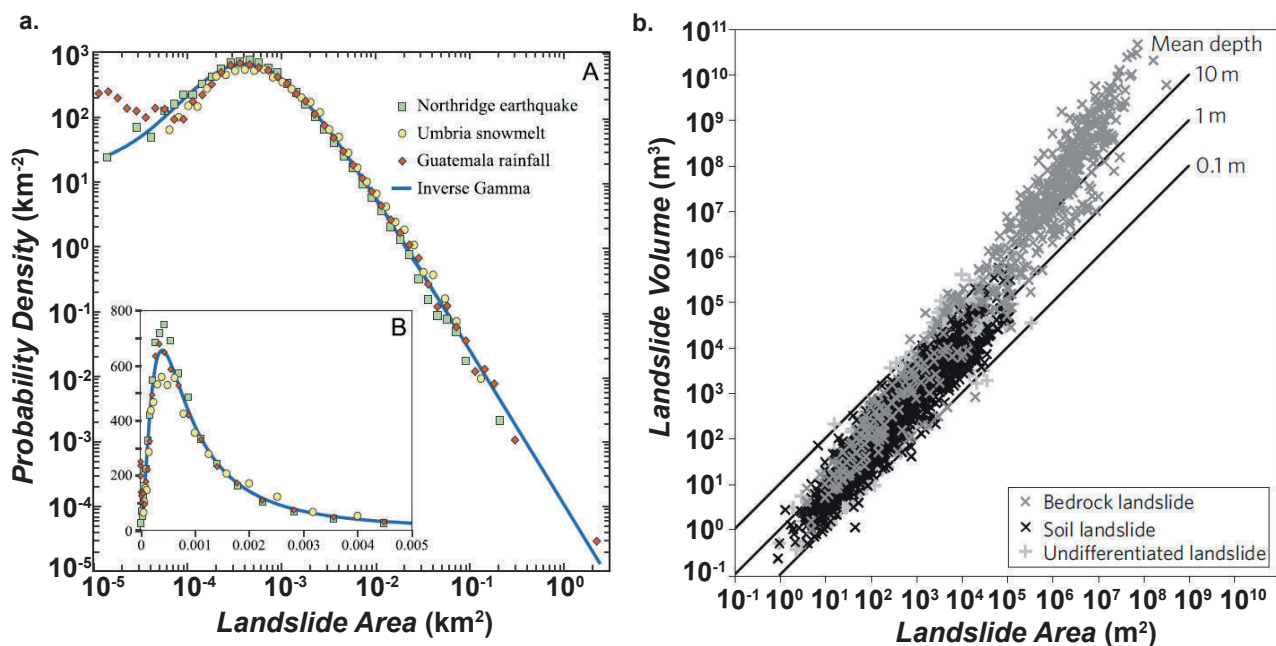 a.
A
10³
10²
10¹
10⁰
10⁻¹
10⁻²
10⁻³
10⁻⁴
10⁻⁵
Probability Density (km⁻²)
Northridge earthquake
Umbria snowmelt
Guatemala rainfall
Inverse Gamma
B
800
600
400
200
0
0 0.001 0.002 0.003 0.004 0.005
10⁻⁵ 10⁻⁴ 10⁻³ 10⁻² 10⁻¹ 10⁰
Landslide Area (km²)
b.
10¹¹
10¹⁰
10⁹
10⁸
10⁷
10⁶
10⁵
10⁴
10³
10²
10¹
10⁰
10⁻¹
Landslide Volume (m³)
Mean depth
10 m
1 m
0.1 m
Bedrock landslide
Soil landslide
Undifferentiated landslide
10⁻¹ 10⁰ 10¹ 10² 10³ 10⁴ 10⁵ 10⁶ 10⁷ 10⁸ 10⁹ 10¹⁰
Landslide Area (m²)